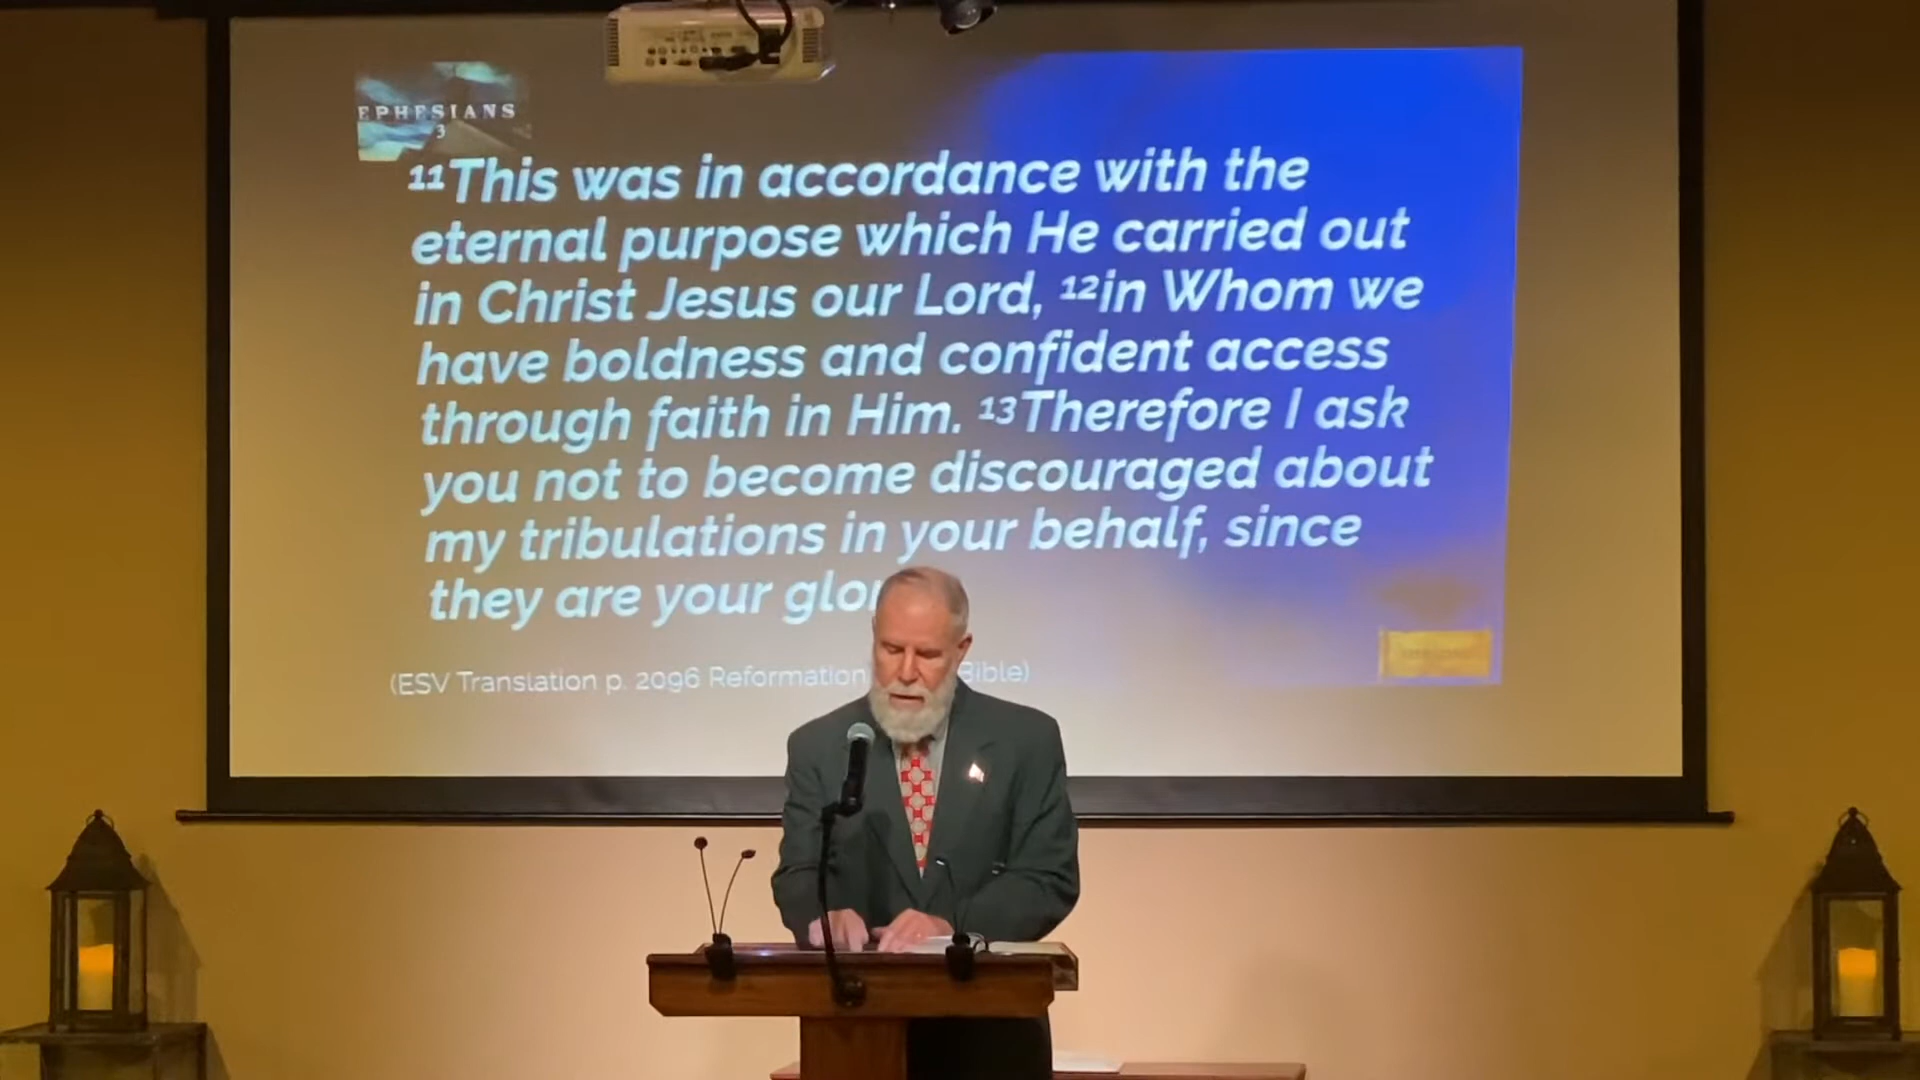 EPHESIANS
3
¹¹This was in accordance with the
eternal purpose which He carried out
in Christ Jesus our Lord, ¹²in Whom we
have boldness and confident access
through faith in Him. ¹³Therefore I ask
you not to become discouraged about
my tribulations in your behalf, since
they are your
(ESV Translation p. 2096 Reformation Bible)